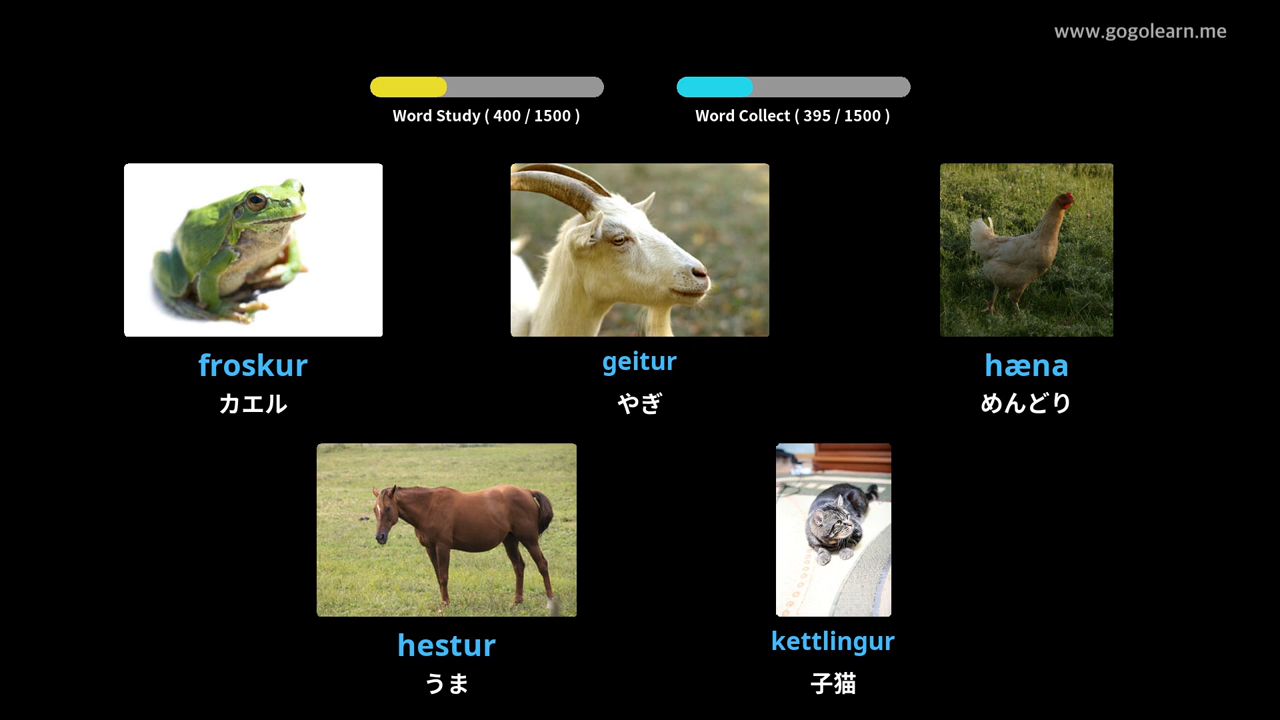 www.gogolearn.me
Word Study ( 400 / 1500 )
Word Collect ( 395 / 1500 )
froskur
カエル
geitur
やぎ
hæna
めんどり
hestur
うま
kettlingur
子猫